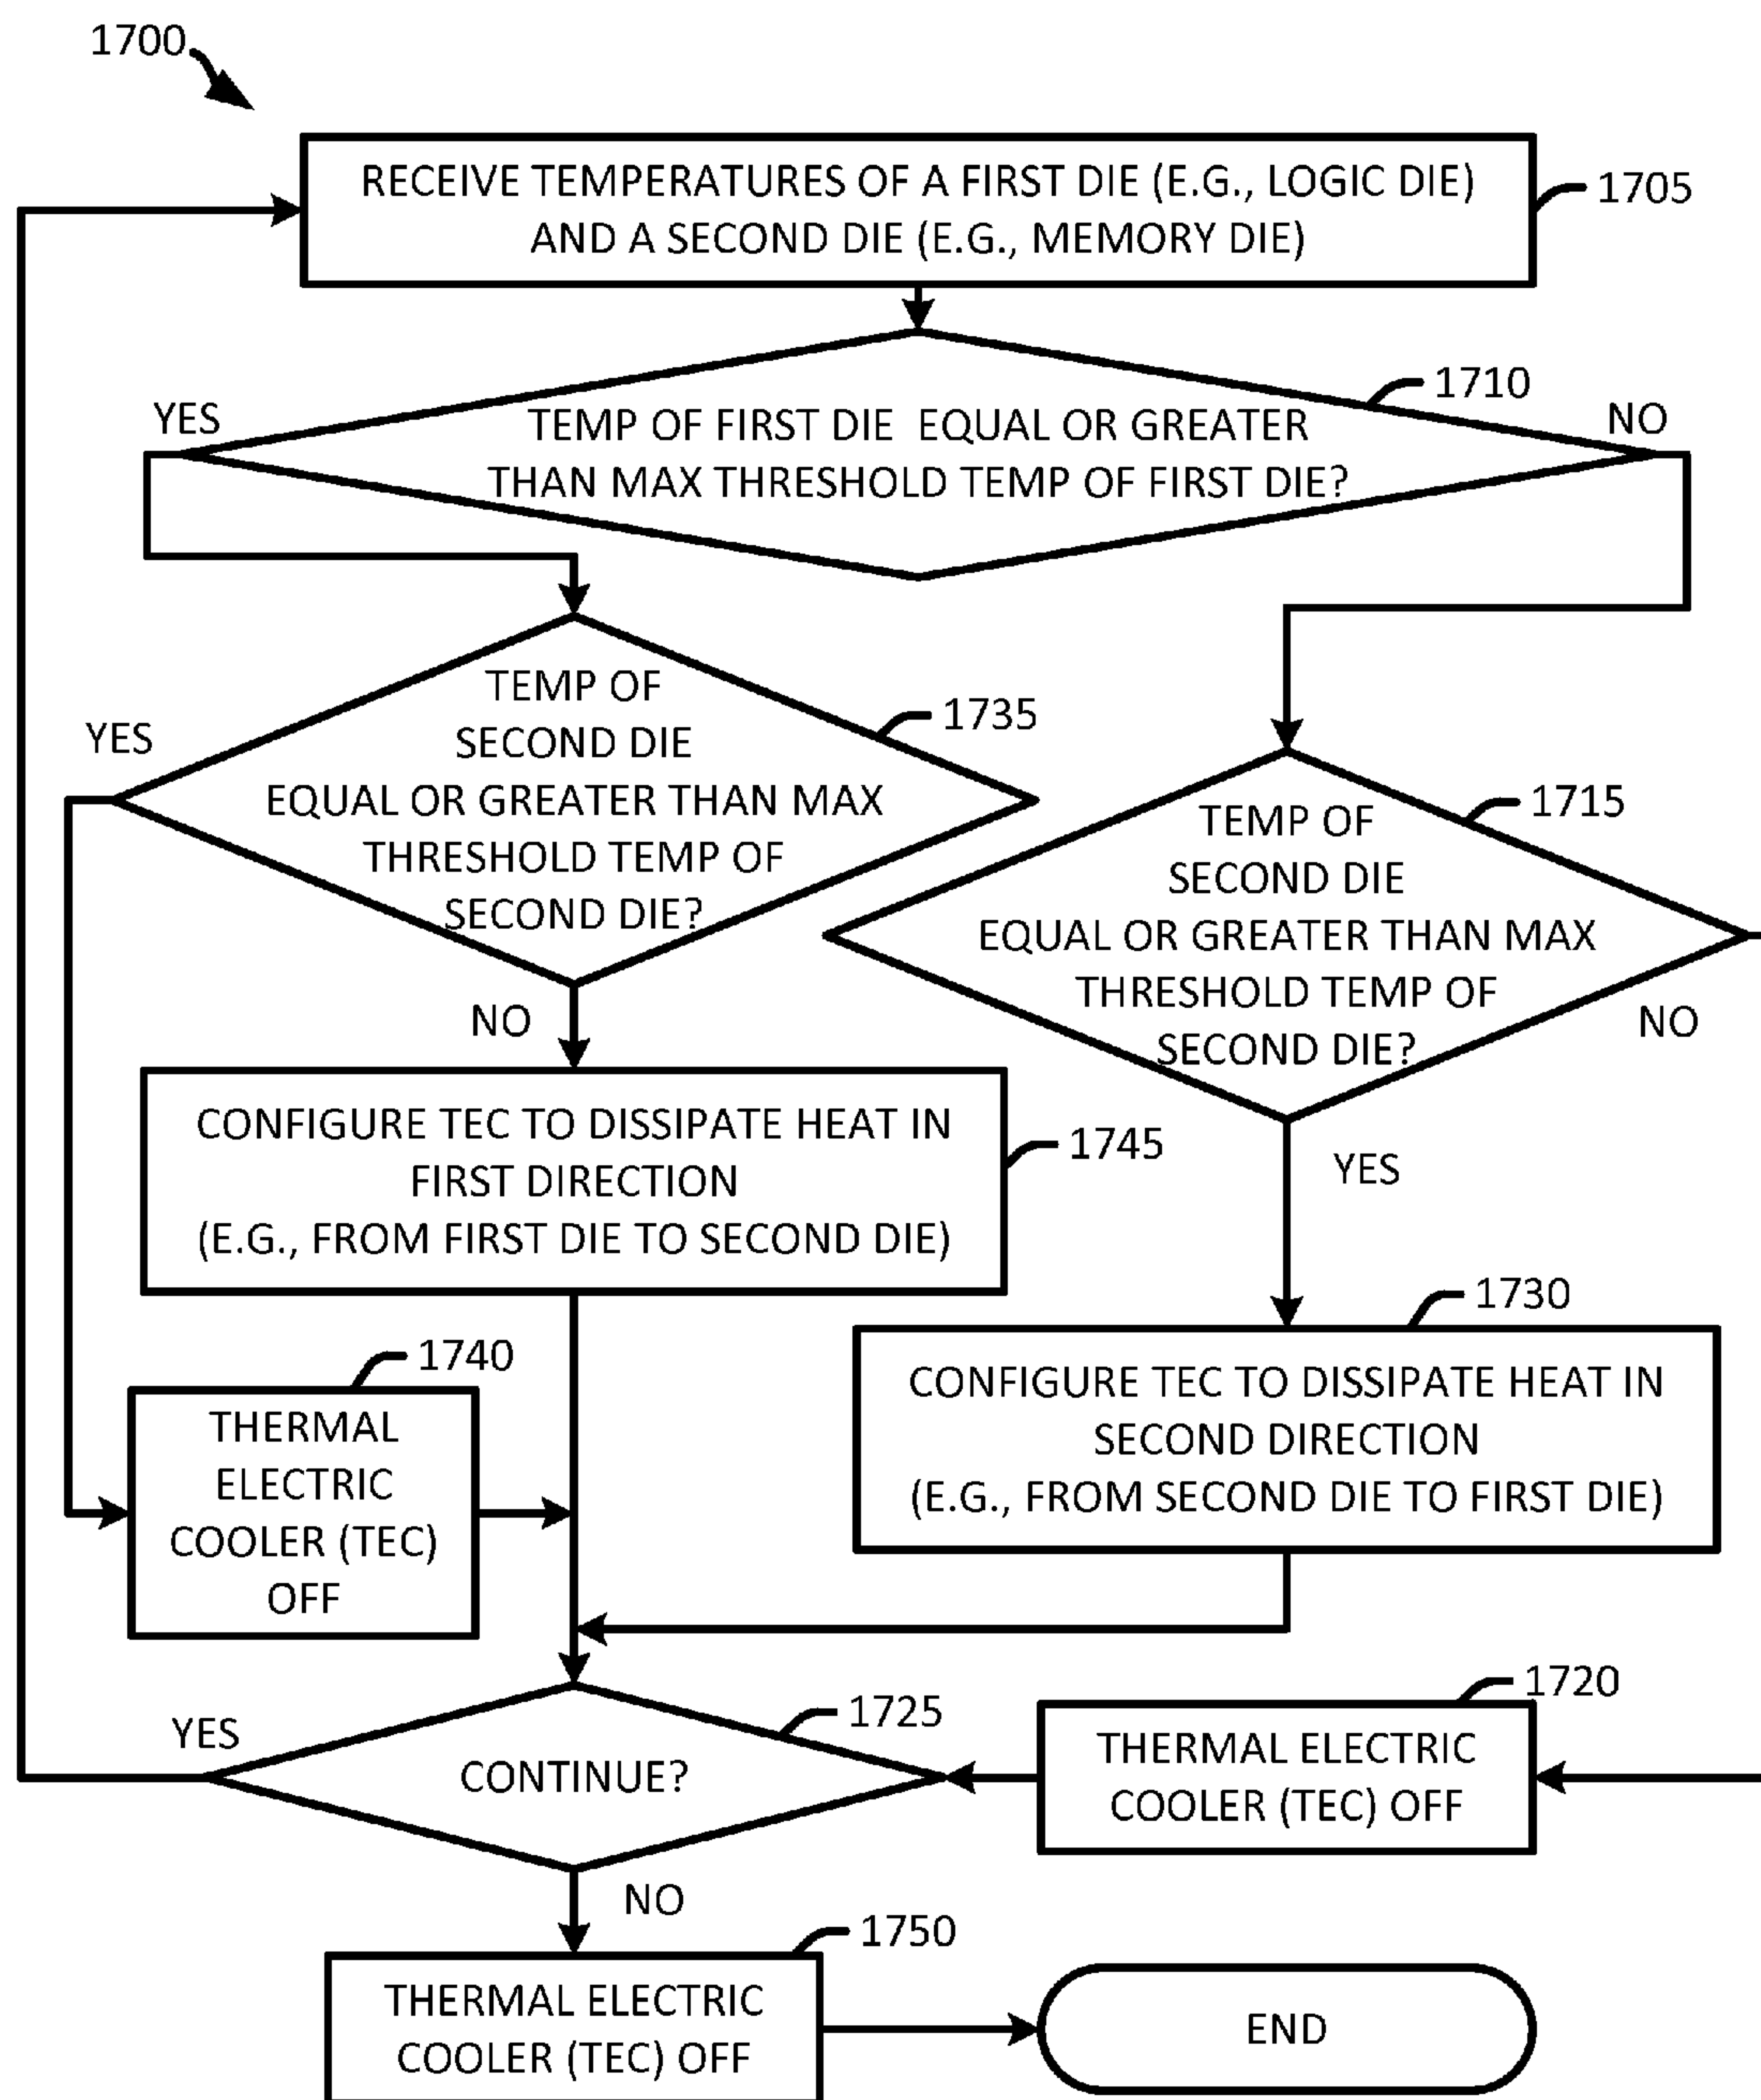 1700
RECEIVE TEMPERATURES OF A FIRST DIE (E.G., LOGIC DIE)
AND A SECOND DIE (E.G., MEMORY DIE)
1705
1710
YES
NO
TEMP OF FIRST DIE EQUAL OR GREATER
THAN MAX THRESHOLD TEMP OF FIRST DIE?
TEMP OF
SECOND DIE
EQUAL OR GREATER THAN MAX
THRESHOLD TEMP OF
SECOND DIE?
1735
YES
NO
TEMP OF
SECOND DIE
EQUAL OR GREATER THAN MAX
THRESHOLD TEMP OF
SECOND DIE?
1715
NO
YES
CONFIGURE TEC TO DISSIPATE HEAT IN
FIRST DIRECTION
(E.G., FROM FIRST DIE TO SECOND DIE)
1745
1730
CONFIGURE TEC TO DISSIPATE HEAT IN
SECOND DIRECTION
(E.G., FROM SECOND DIE TO FIRST DIE)
1740
THERMAL
ELECTRIC
COOLER (TEC)
OFF
1725
YES
CONTINUE?
NO
1720
THERMAL ELECTRIC
COOLER (TEC) OFF
1750
THERMAL ELECTRIC
COOLER (TEC) OFF
END